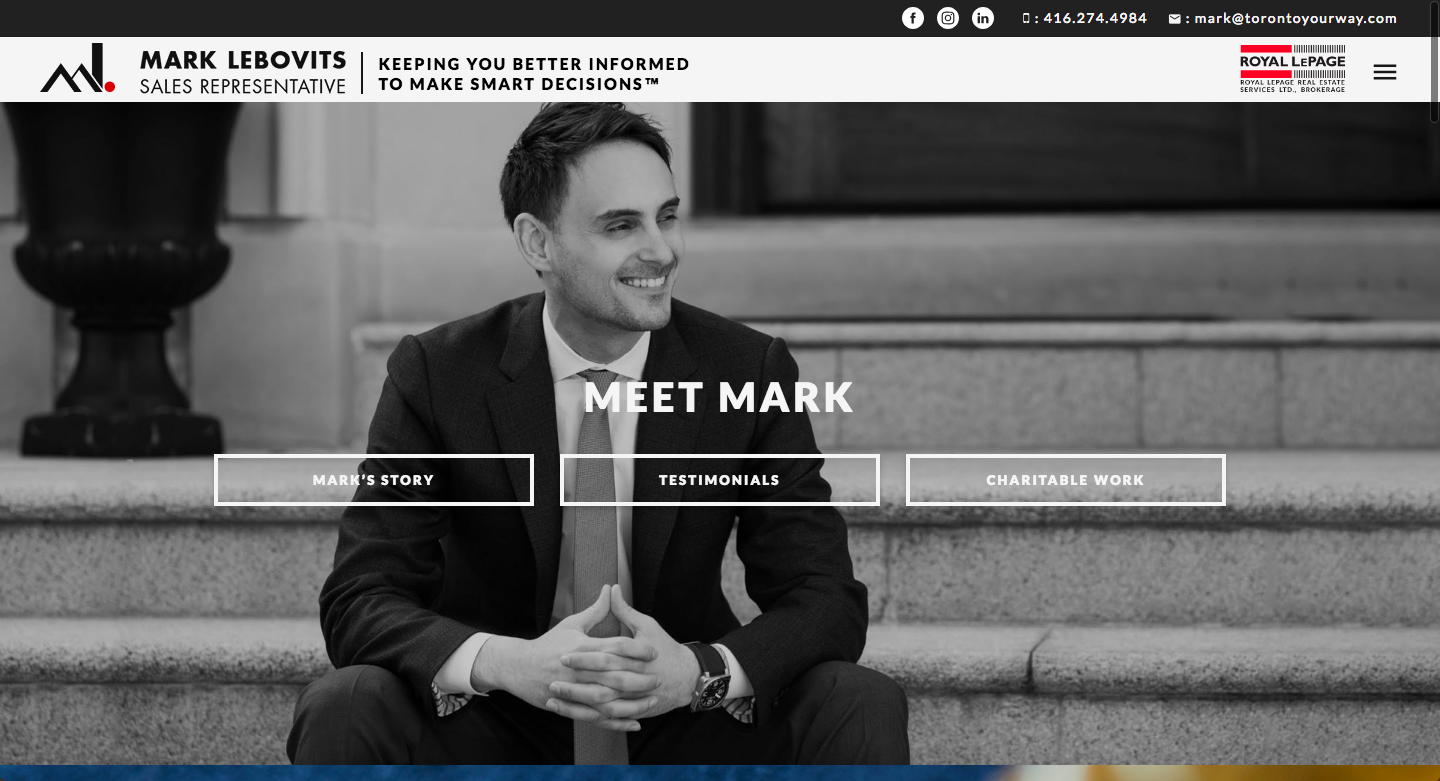 : 416.274.4984 : mark@torontoyourway.com
MARK LEBOVITS
SALES REPRESENTATIVE
KEEPING YOU BETTER INFORMED
TO MAKE SMART DECISIONS™
ROYAL LEPAGE
ROYAL LEPAGE REAL ESTATE
SERVICES LTD., BROKERAGE
MEET MARK
MARK'S STORY
TESTIMONIALS
CHARITABLE WORK